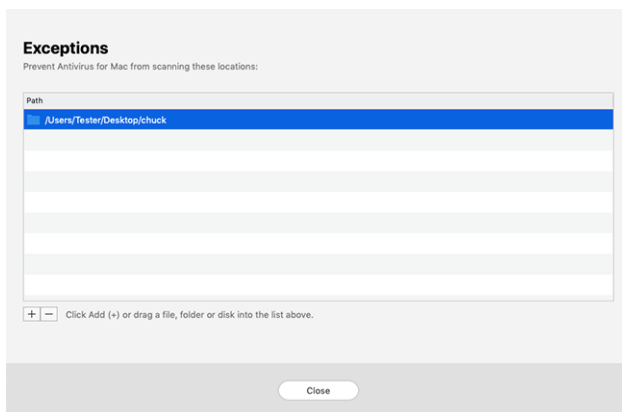 Exceptions
Prevent Antivirus for Mac from scanning these locations:
Path
/Users/Tester/Desktop/chuck
+ − Click Add (+) or drag a file, folder or disk into the list above.
Close